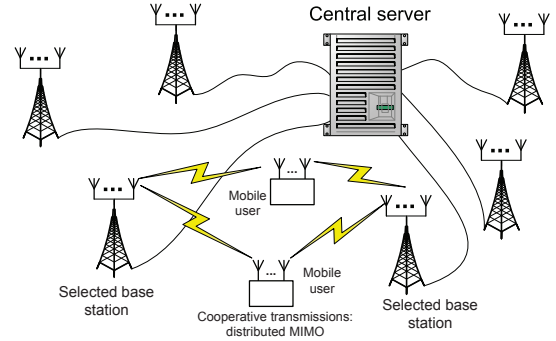 Central server
Mobile
user
Mobile
user
Selected base
station
Selected base
station
Cooperative transmissions:
distributed MIMO